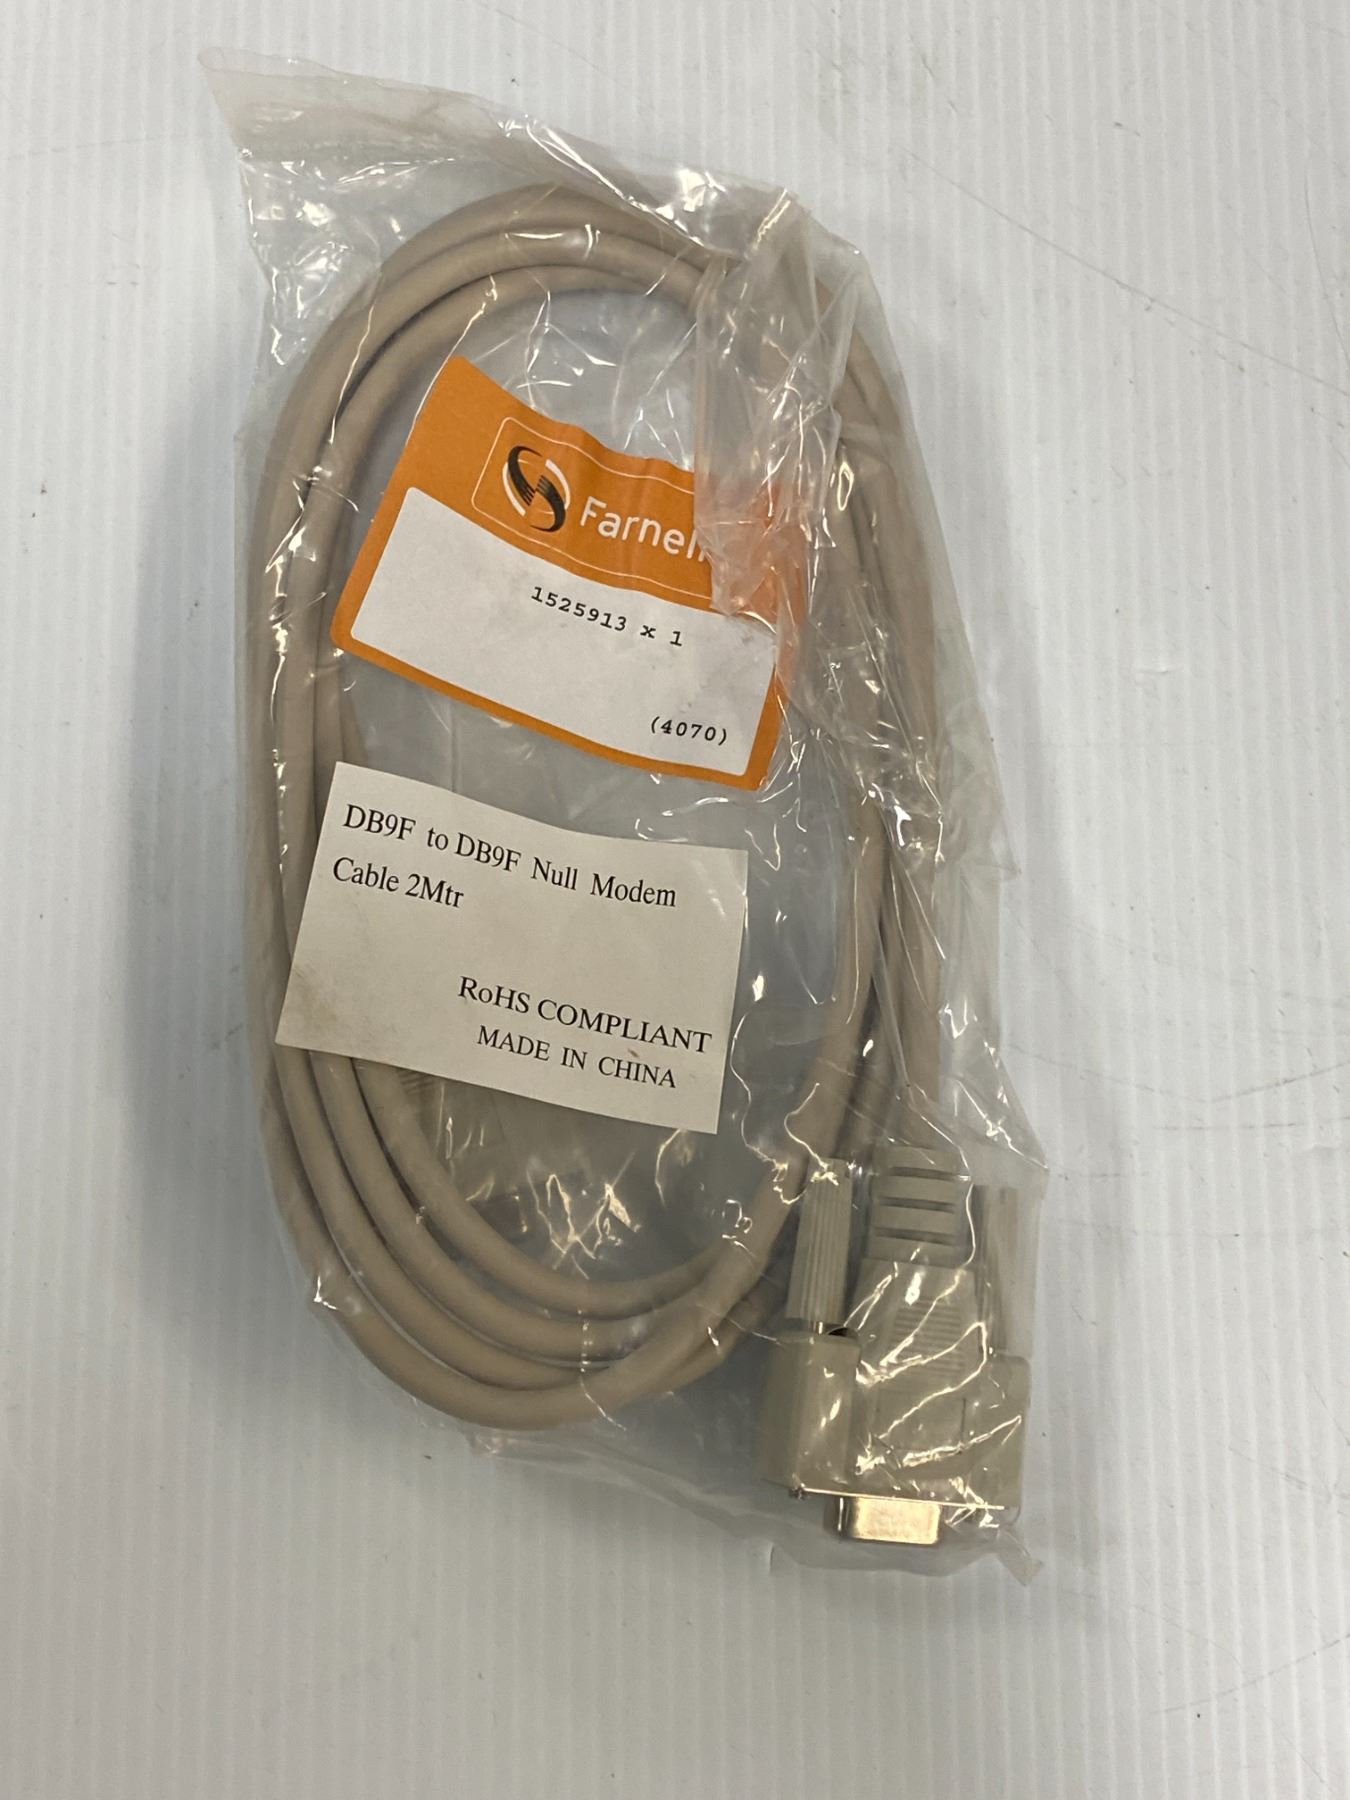 Farnell
1525913 x 1
(4070)
DB9F to DB9F Null Modem
Cable 2Mtr
RoHS COMPLIANT
MADE IN CHINA